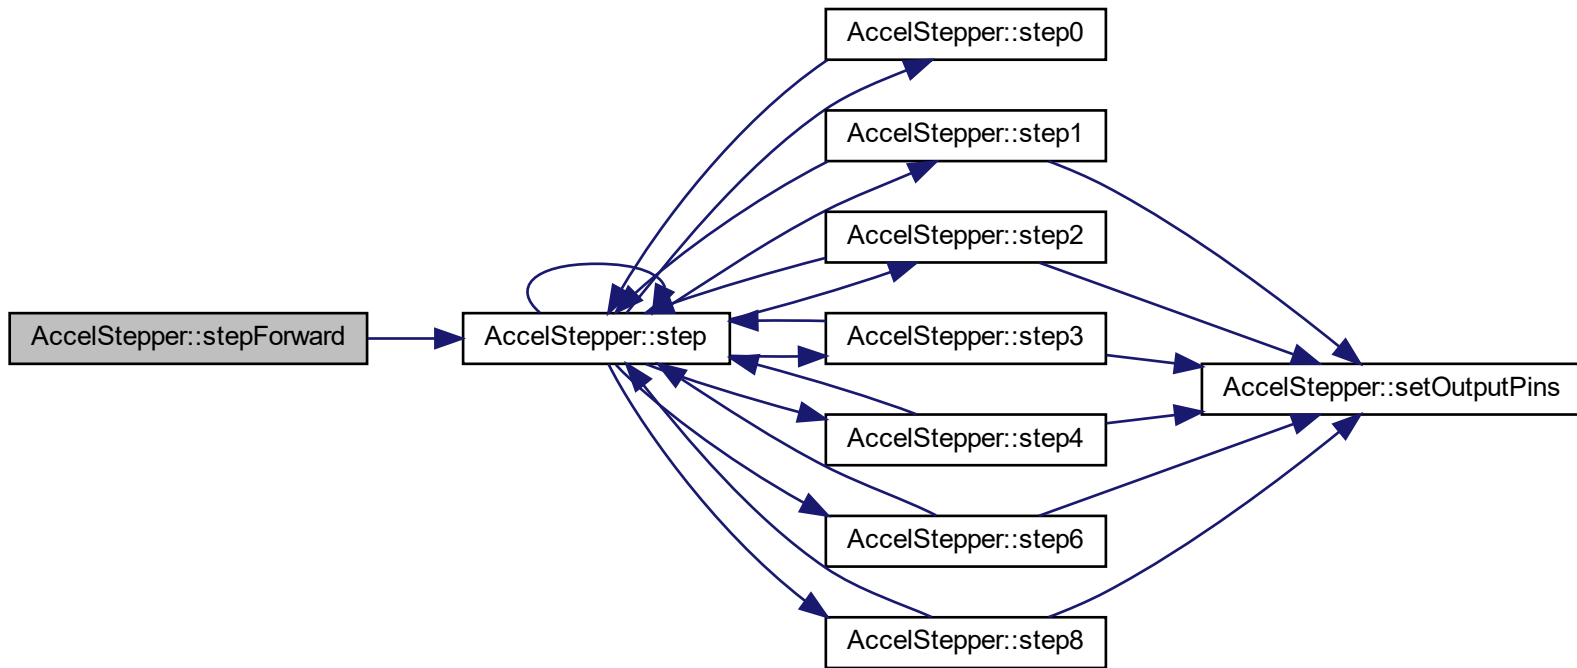 AccelStepper::step0
AccelStepper::step1
AccelStepper::step2
AccelStepper::stepForward
AccelStepper::step
AccelStepper::step3
AccelStepper::setOutputPins
AccelStepper::step4
AccelStepper::step6
AccelStepper::step8